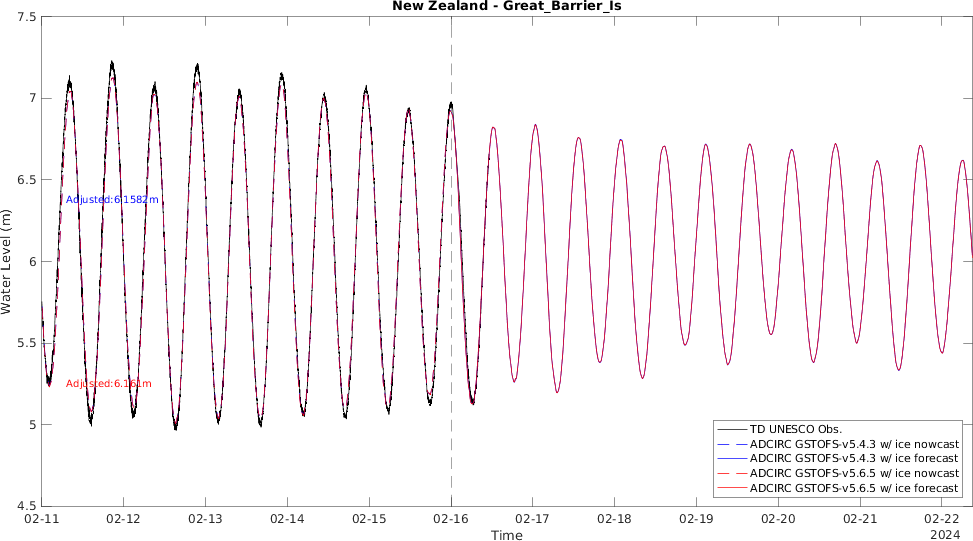 New Zealand - Great_Barrier_Is
7.5
7
6.5
6
5.5
5
4.5
Water Level (m)
Adjusted:6.1582m
Adjusted:6.161m
TD UNESCO Obs.
ADCIRC GSTOFS-v5.4.3 w/ ice nowcast
ADCIRC GSTOFS-v5.4.3 w/ ice forecast
ADCIRC GSTOFS-v5.6.5 w/ ice nowcast
ADCIRC GSTOFS-v5.6.5 w/ ice forecast
02-11 02-12 02-13 02-14 02-15 02-16 02-17 02-18 02-19 02-20 02-21 02-22
Time
2024